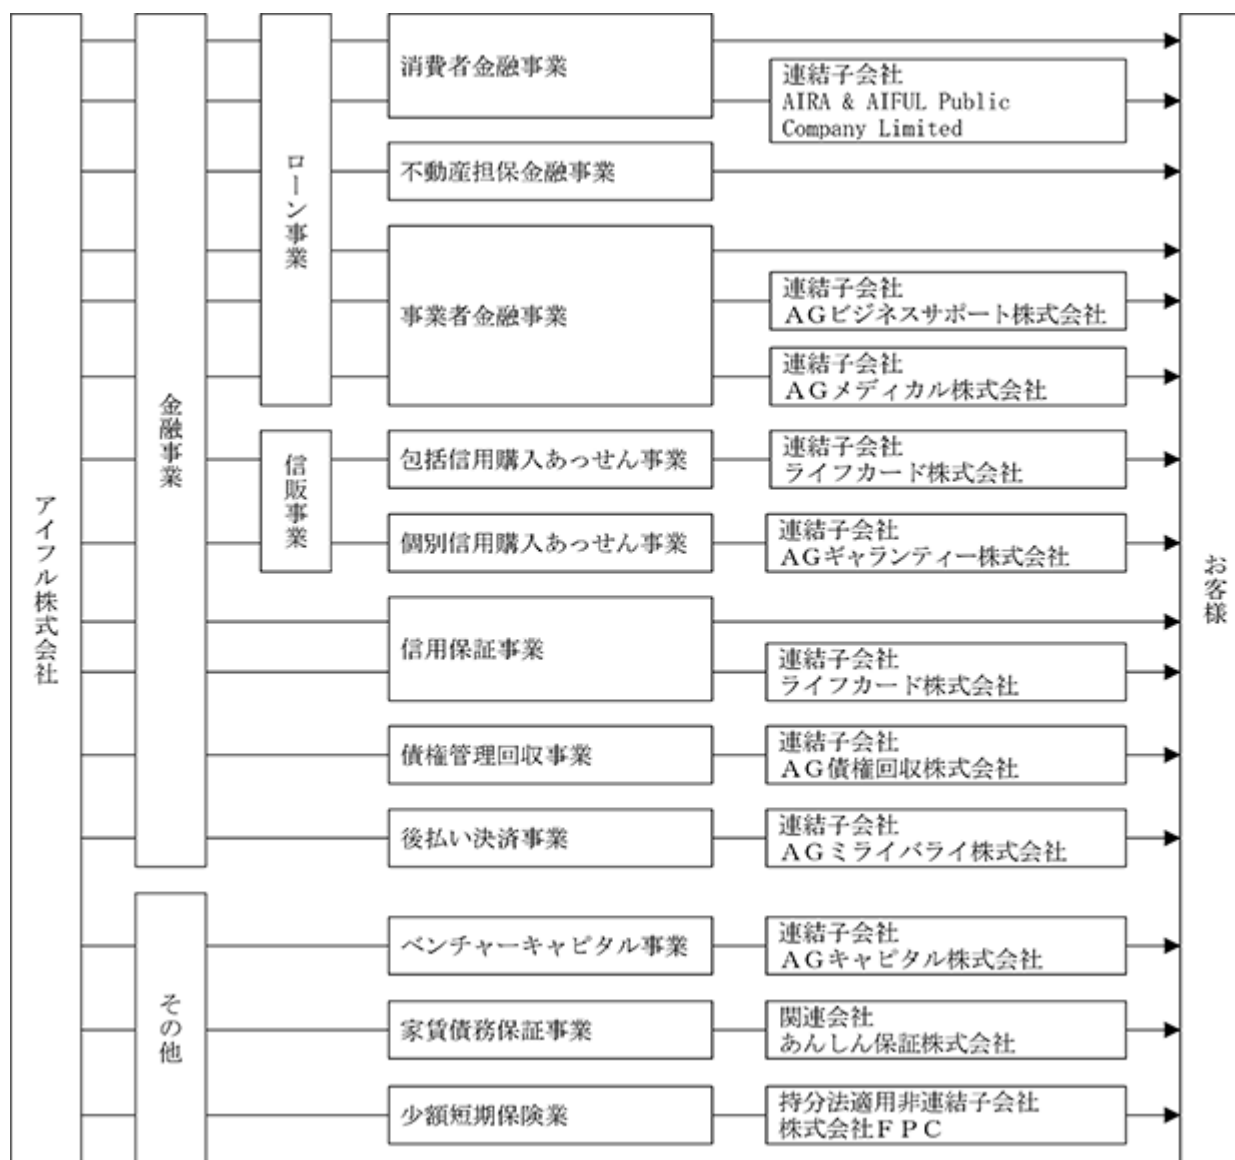 アイフル株式会社
金融事業
ローン事業
消費者金融事業
連結子会社
AIRA & AIFUL Public
Company Limited
不動産担保金融事業
事業者金融事業
連結子会社
ＡＧビジネスサポート株式会社
連結子会社
ＡＧメディカル株式会社
信販事業
包括信用購入あっせん事業
連結子会社
ライフカード株式会社
個別信用購入あっせん事業
連結子会社
ＡＧギャランティー株式会社
信用保証事業
連結子会社
ライフカード株式会社
債権管理回収事業
連結子会社
ＡＧ債権回収株式会社
後払い決済事業
連結子会社
ＡＧミライバライ株式会社
その他
ベンチャーキャピタル事業
連結子会社
ＡＧキャピタル株式会社
家賃債務保証事業
関連会社
あんしん保証株式会社
少額短期保険業
持分法適用非連結子会社
株式会社ＦＰＣ
お客様